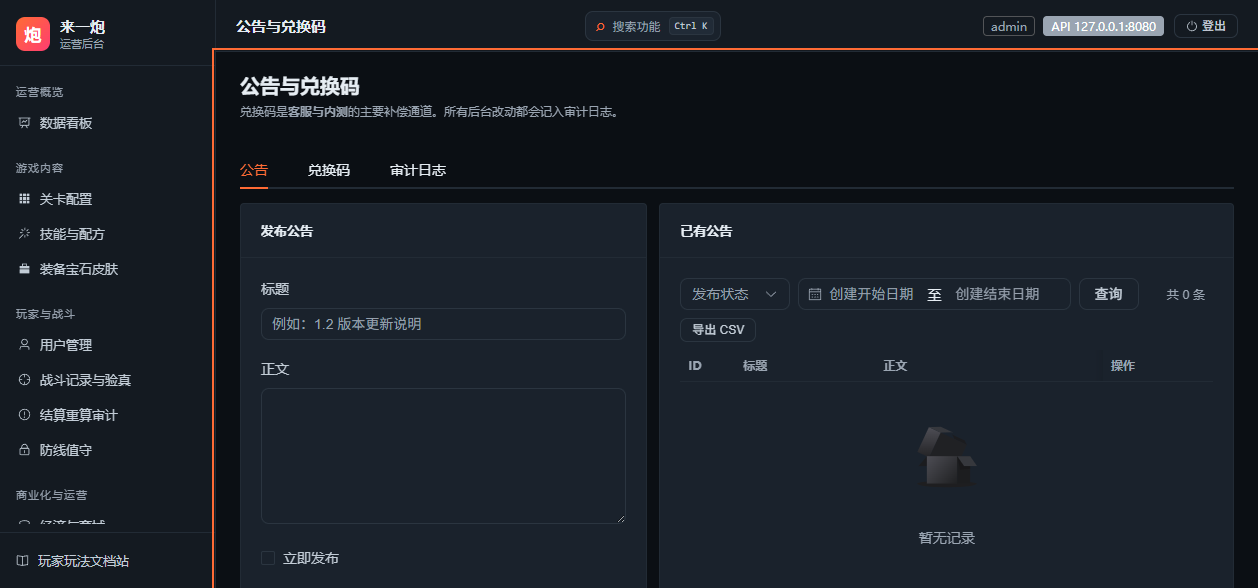 炮
来一炮
运营后台
运营概览
数据看板
游戏内容
关卡配置
技能与配方
装备宝石皮肤
玩家与战斗
用户管理
战斗记录与验真
结算重算审计
防线值守
商业化与运营
玩家玩法文档站
公告与兑换码
搜索功能 Ctrl K
admin
API 127.0.0.1:8080
登出
公告与兑换码
兑换码是客服与内测的主要补偿通道。所有后台改动都会记入审计日志。
公告 兑换码 审计日志
发布公告
标题
例如：1.2 版本更新说明
正文
立即发布
已有公告
发布状态 创建开始日期 至 创建结束日期 查询 共 0 条
导出 CSV
ID 标题 正文 操作
暂无记录